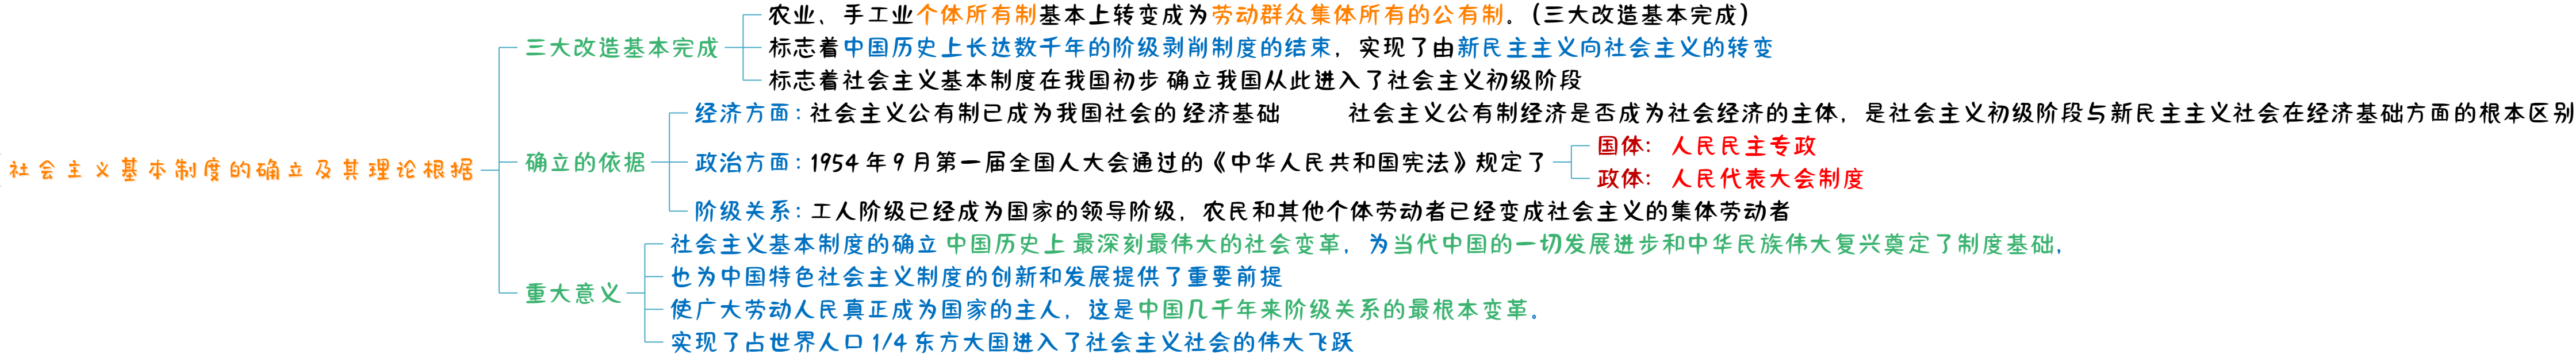 社会主义基本制度的确立及其理论根据
三大改造基本完成
农业、手工业个体所有制基本上转变成为劳动群众集体所有的公有制。(三大改造基本完成)
标志着中国历史上长达数千年的阶级剥削制度的结束，实现了由新民主主义向社会主义的转变
标志着社会主义基本制度在我国初步 确立我国从此进入了社会主义初级阶段
确立的依据
经济方面：社会主义公有制已成为我国社会的 经济基础 社会主义公有制经济是否成为社会经济的主体，是社会主义初级阶段与新民主主义社会在经济基础方面的根本区别
政治方面：1954 年 9 月第一届全国人大会通过的《中华人民共和国宪法》规定了
国体： 人民民主专政
政体： 人民代表大会制度
阶级关系：工人阶级已经成为国家的领导阶级，农民和其他个体劳动者已经变成社会主义的集体劳动者
重大意义
社会主义基本制度的确立 中国历史上 最深刻最伟大的社会变革，为当代中国的一切发展进步和中华民族伟大复兴奠定了制度基础，
也为中国特色社会主义制度的创新和发展提供了重要前提
使广大劳动人民真正成为国家的主人，这是中国几千年来阶级关系的最根本变革。
实现了占世界人口 1/4 东方大国进入了社会主义社会的伟大飞跃